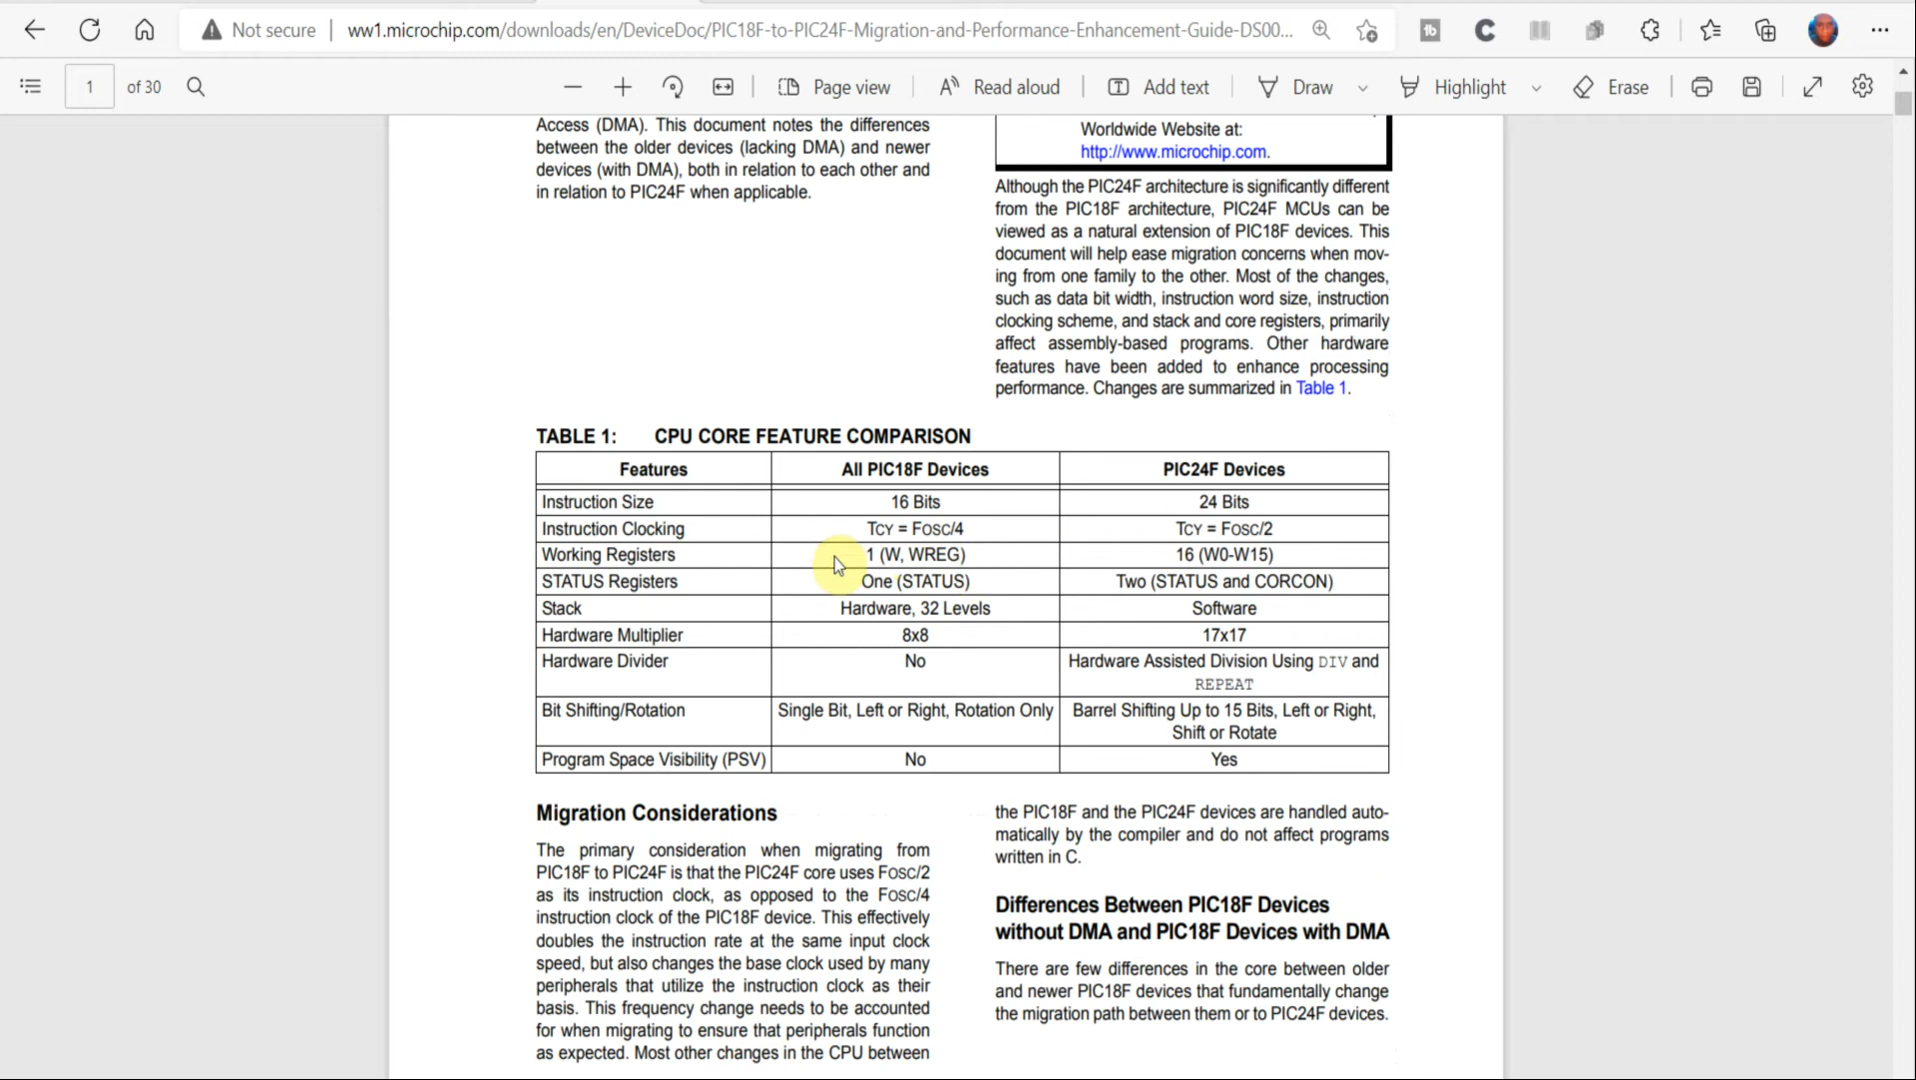 Not secure
ww1.microchip.com/downloads/en/DeviceDoc/PIC18F-to-PIC24F-Migration-and-Performance-Enhancement-Guide-DS00...
tb
C
1 of 30
Page view
Read aloud
Add text
Draw
Highlight
Erase
Access (DMA). This document notes the differences
between the older devices (lacking DMA) and newer
devices (with DMA), both in relation to each other and
in relation to PIC24F when applicable.
Worldwide Website at:
http://www.microchip.com.
Although the PIC24F architecture is significantly different
from the PIC18F architecture, PIC24F MCUs can be
viewed as a natural extension of PIC18F devices. This
document will help ease migration concerns when mov-
ing from one family to the other. Most of the changes,
such as data bit width, instruction word size, instruction
clocking scheme, and stack and core registers, primarily
affect assembly-based programs. Other hardware
features have been added to enhance processing
performance. Changes are summarized in Table 1.
TABLE 1: CPU CORE FEATURE COMPARISON
Features All PIC18F Devices PIC24F Devices
Instruction Size 16 Bits 24 Bits
Instruction Clocking TCY = FOSC/4 TCY = FOSC/2
Working Registers 1 (W, WREG) 16 (W0-W15)
STATUS Registers One (STATUS) Two (STATUS and CORCON)
Stack Hardware, 32 Levels Software
Hardware Multiplier 8x8 17x17
Hardware Divider No Hardware Assisted Division Using DIV and
REPEAT
Bit Shifting/Rotation Single Bit, Left or Right, Rotation Only Barrel Shifting Up to 15 Bits, Left or Right,
Shift or Rotate
Program Space Visibility (PSV) No Yes
Migration Considerations
The primary consideration when migrating from
PIC18F to PIC24F is that the PIC24F core uses FOSC/2
as its instruction clock, as opposed to the FOSC/4
instruction clock of the PIC18F device. This effectively
doubles the instruction rate at the same input clock
speed, but also changes the base clock used by many
peripherals that utilize the instruction clock as their
basis. This frequency change needs to be accounted
for when migrating to ensure that peripherals function
as expected. Most other changes in the CPU between
the PIC18F and the PIC24F devices are handled auto-
matically by the compiler and do not affect programs
written in C.
Differences Between PIC18F Devices
without DMA and PIC18F Devices with DMA
There are few differences in the core between older
and newer PIC18F devices that fundamentally change
the migration path between them or to PIC24F devices.